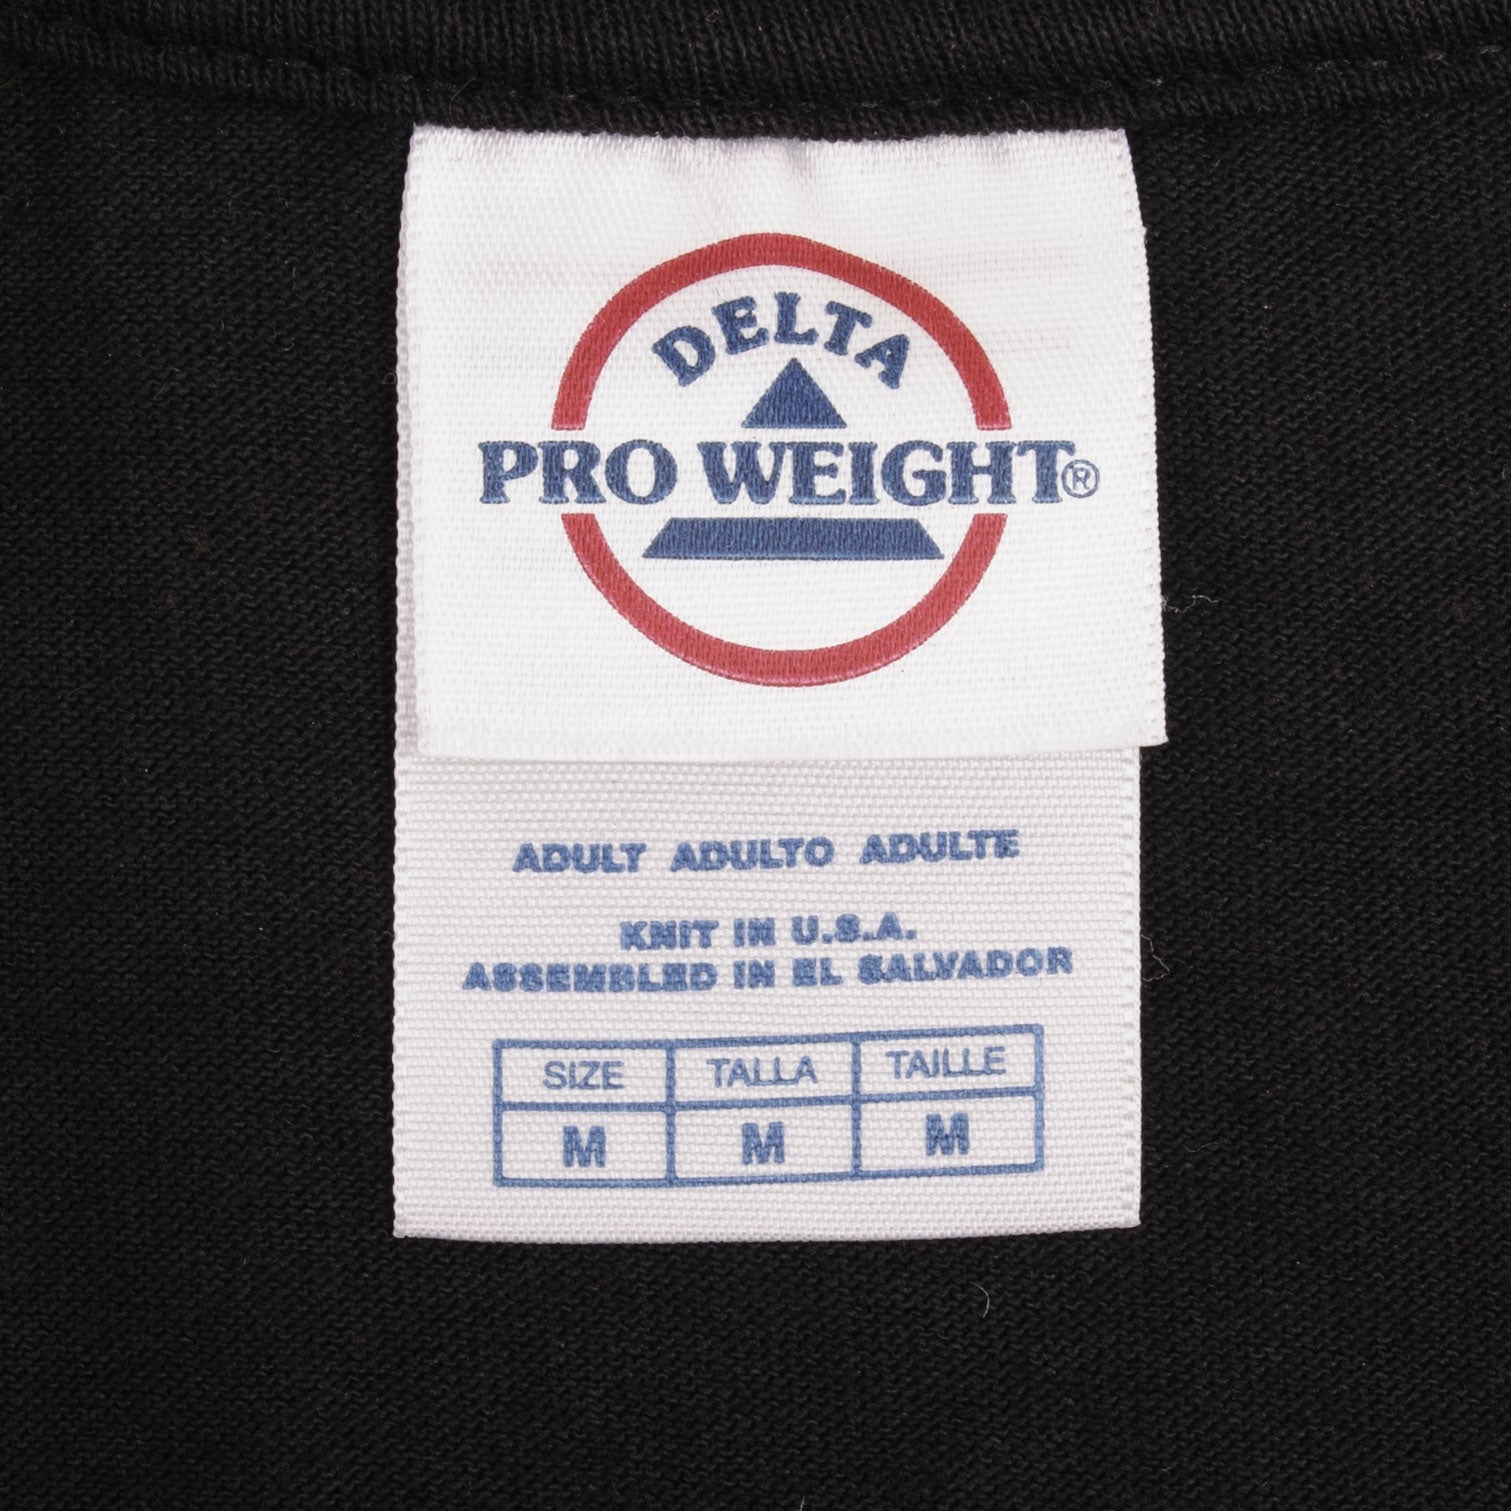 DELTA
PRO WEIGHT®
ADULT ADULTO ADULTE
KNIT IN U.S.A.
ASSEMBLED IN EL SALVADOR
SIZE TALLA TAILLE
M M M